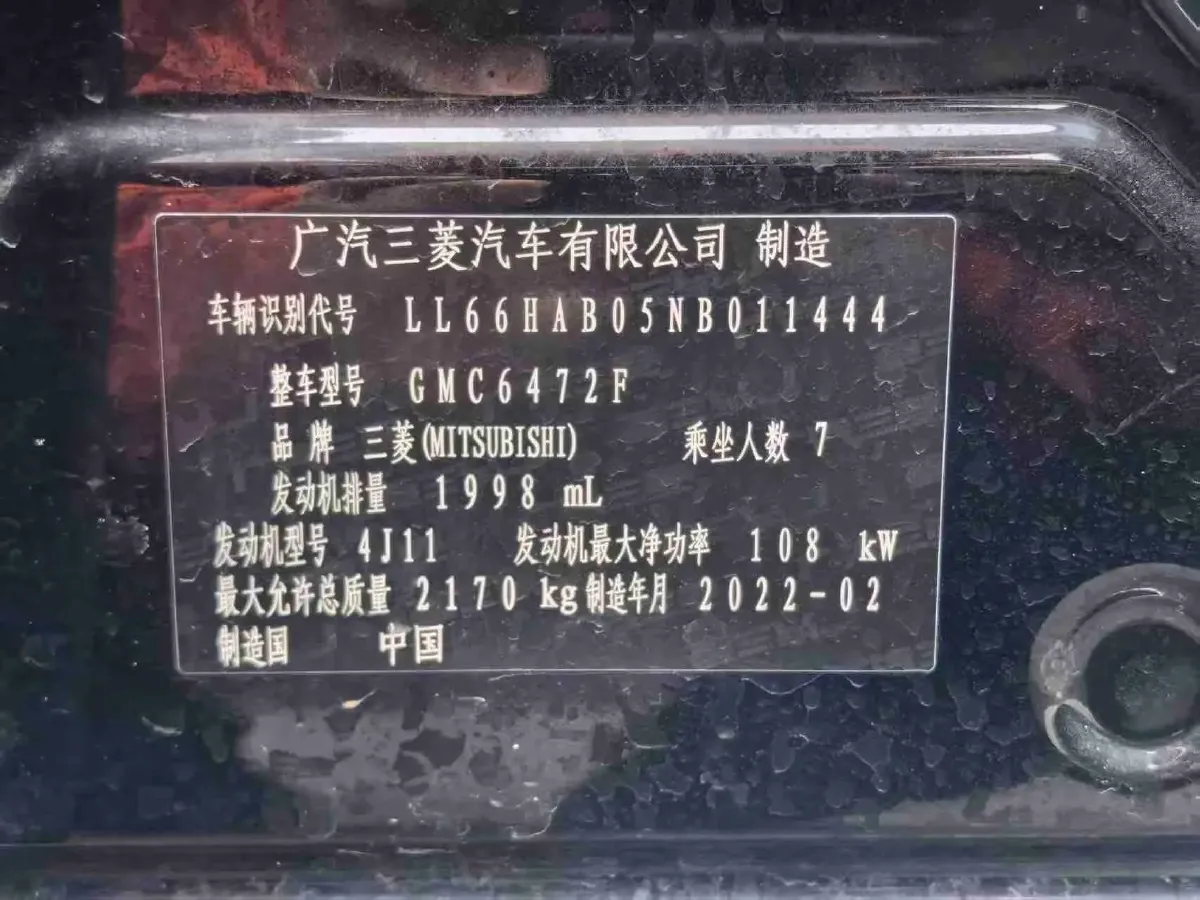 广汽三菱汽车有限公司 制造
车辆识别代号 LL66HAB05NB011444
整车型号 GMC6472F
品牌 三菱(MITSUBISHI) 乘坐人数 7
发动机排量 1998 mL
发动机型号 4J11 发动机最大净功率 108 kW
最大允许总质量 2170 kg 制造年月 2022-02
制造国 中国